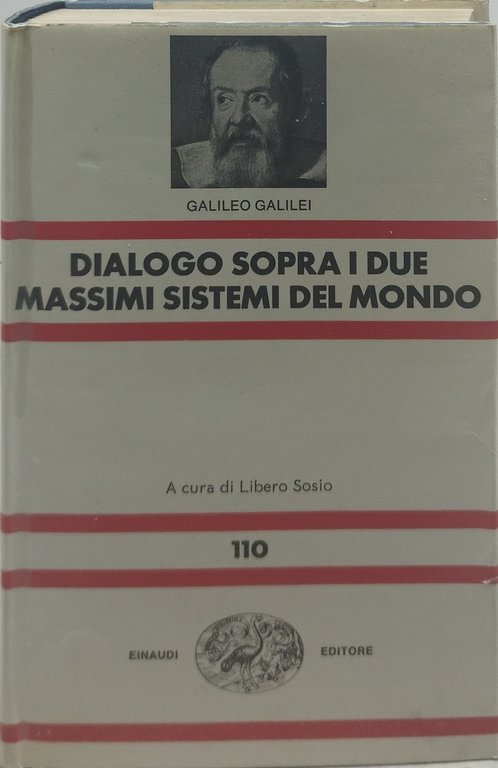 GALILEO GALILEI
DIALOGO SOPRA I DUE
MASSIMI SISTEMI DEL MONDO
A cura di Libero Sosio
110
EINAUDI EDITORE